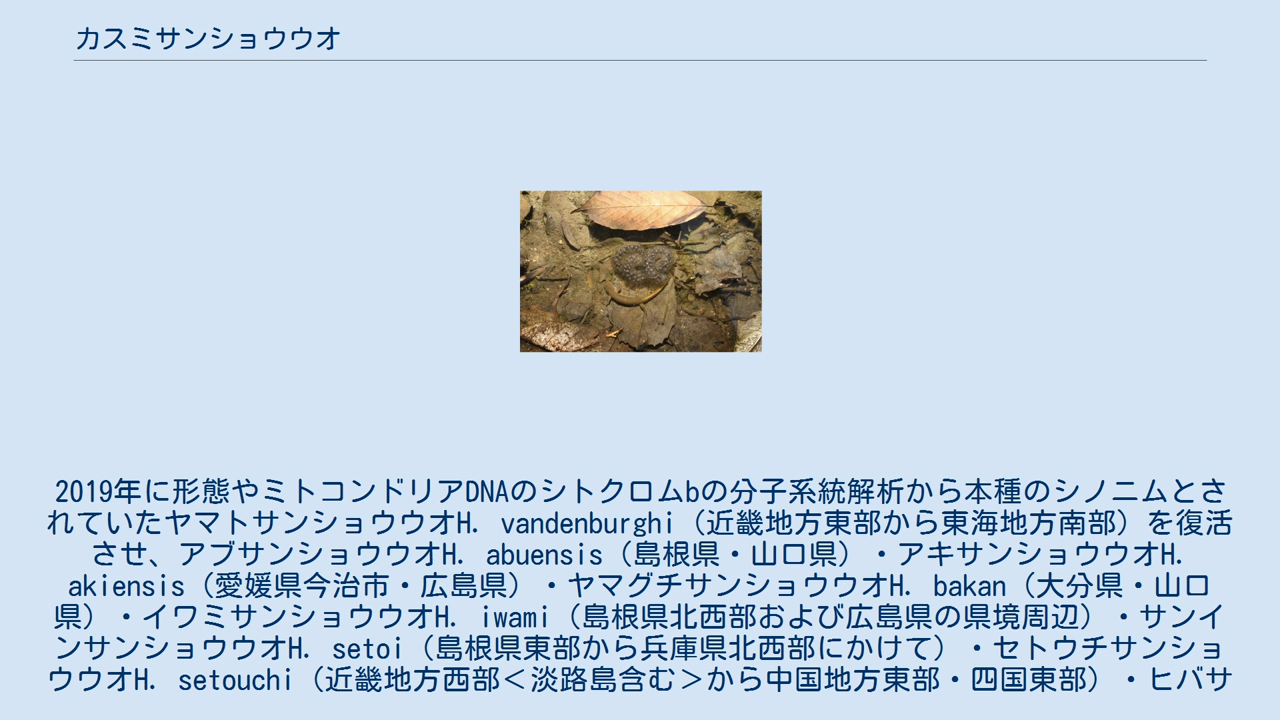 カスミサンショウウオ
2019年に形態やミトコンドリアDNAのシトクロムbの分子系統解析から本種のシノニムとさ
れていたヤマトサンショウウオH. vandenburghi（近畿地方東部から東海地方南部）を復活
させ、アブサンショウウオH. abuensis（島根県・山口県）・アキサンショウウオH.
akiensis（愛媛県今治市・広島県）・ヤマグチサンショウウオH. bakan（大分県・山口
県）・イワミサンショウウオH. iwami（島根県北西部および広島県の県境周辺）・サンイ
ンサンショウウオH. setoi（島根県東部から兵庫県北西部にかけて）・セトウチサンショ
ウウオH. setouchi（近畿地方西部＜淡路島含む＞から中国地方東部・四国東部）・ヒバサ